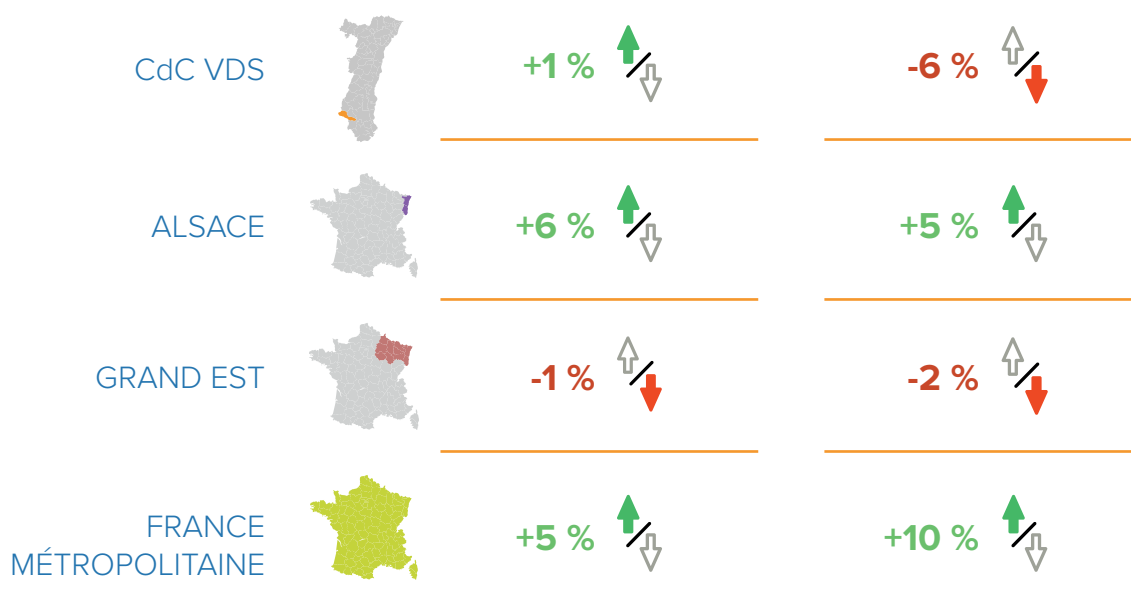 CdC VDS +1 % -6 %
ALSACE +6 % +5 %
GRAND EST -1 % -2 %
FRANCE
MÉTROPOLITAINE +5 % +10 %